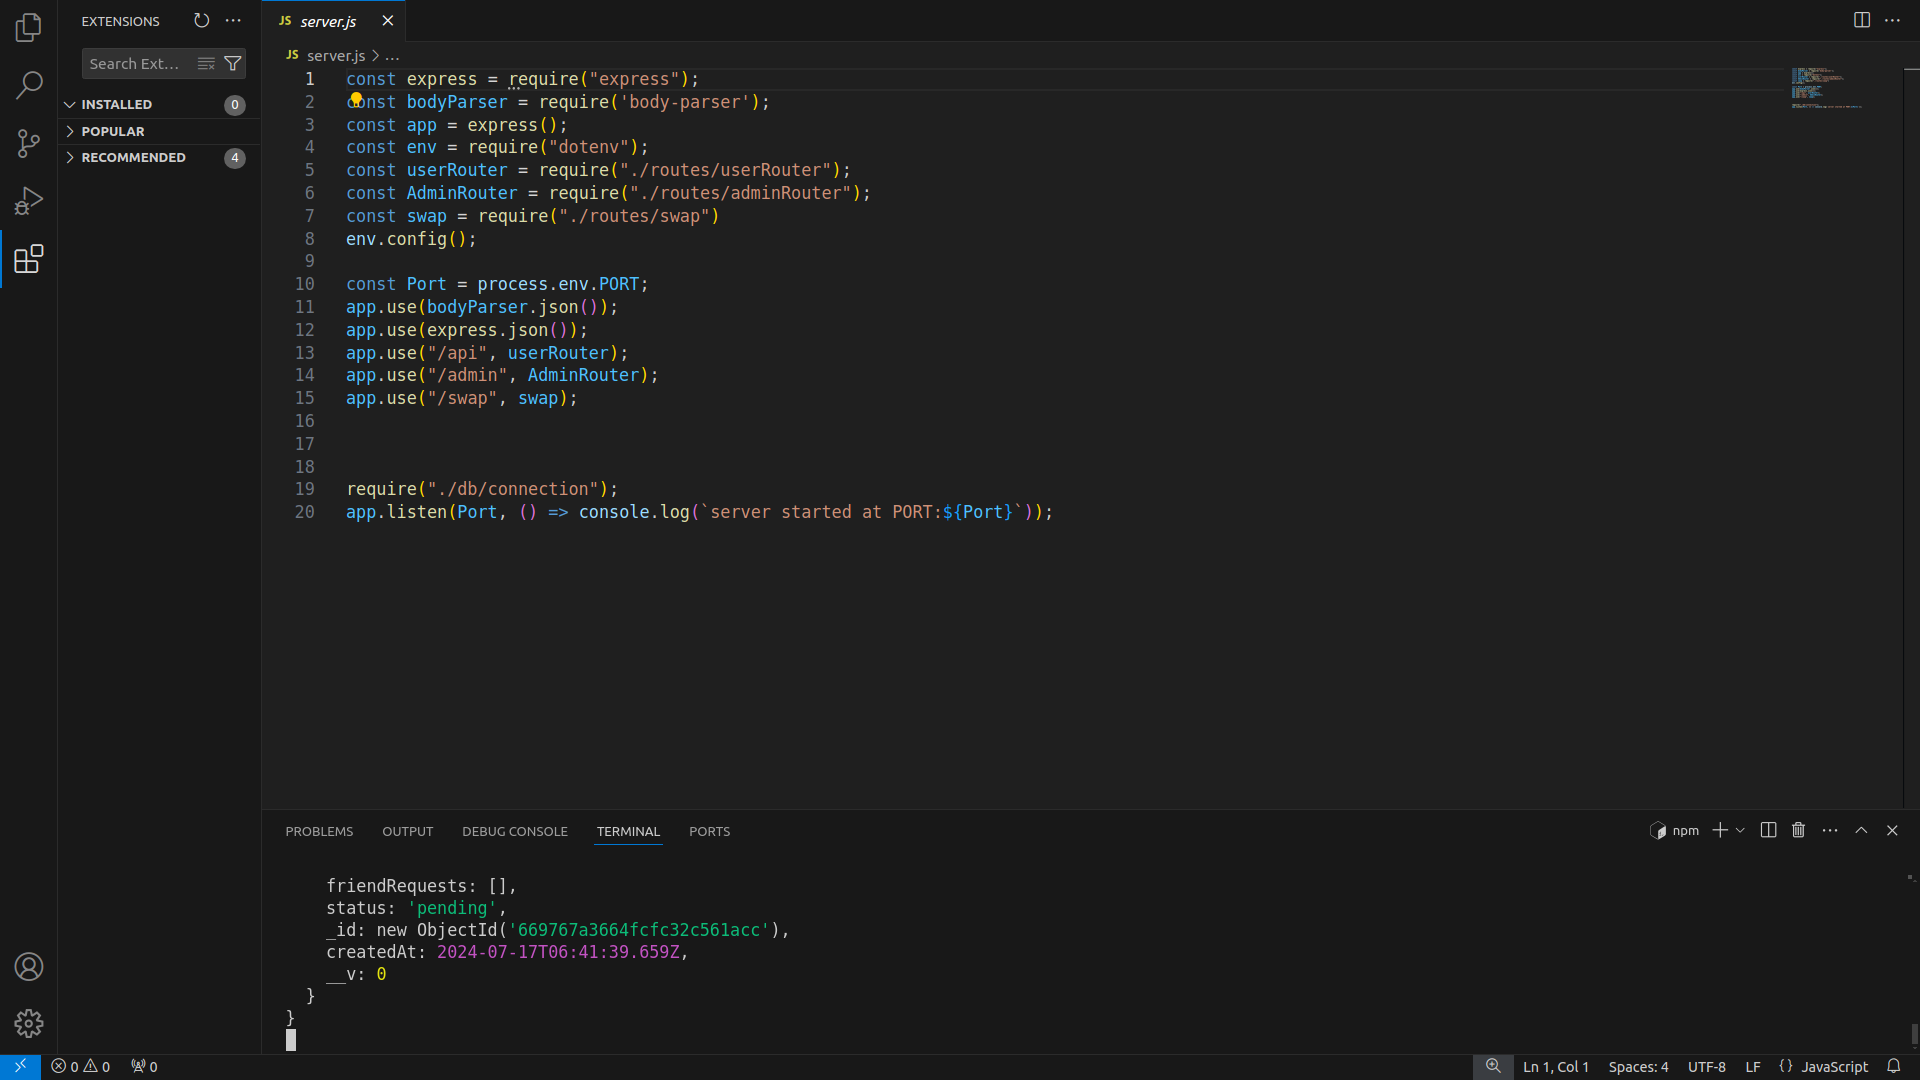 EXTENSIONS
Search Ext...
INSTALLED 0
POPULAR
RECOMMENDED 4
JS server.js
JS server.js > ...
1 const express = require("express");
2 const bodyParser = require('body-parser');
3 const app = express();
4 const env = require("dotenv");
5 const userRouter = require("./routes/userRouter");
6 const AdminRouter = require("./routes/adminRouter");
7 const swap = require("./routes/swap")
8 env.config();
9
10 const Port = process.env.PORT;
11 app.use(bodyParser.json());
12 app.use(express.json());
13 app.use("/api", userRouter);
14 app.use("/admin", AdminRouter);
15 app.use("/swap", swap);
16
17
18
19 require("./db/connection");
20 app.listen(Port, () => console.log(`server started at PORT:${Port}`));
PROBLEMS OUTPUT DEBUG CONSOLE TERMINAL PORTS
npm
friendRequests: [],
status: 'pending',
_id: new ObjectId('669767a3664fcfc32c561acc'),
createdAt: 2024-07-17T06:41:39.659Z,
__v: 0
}
}
0 0 0 Ln 1, Col 1 Spaces: 4 UTF-8 LF {} JavaScript